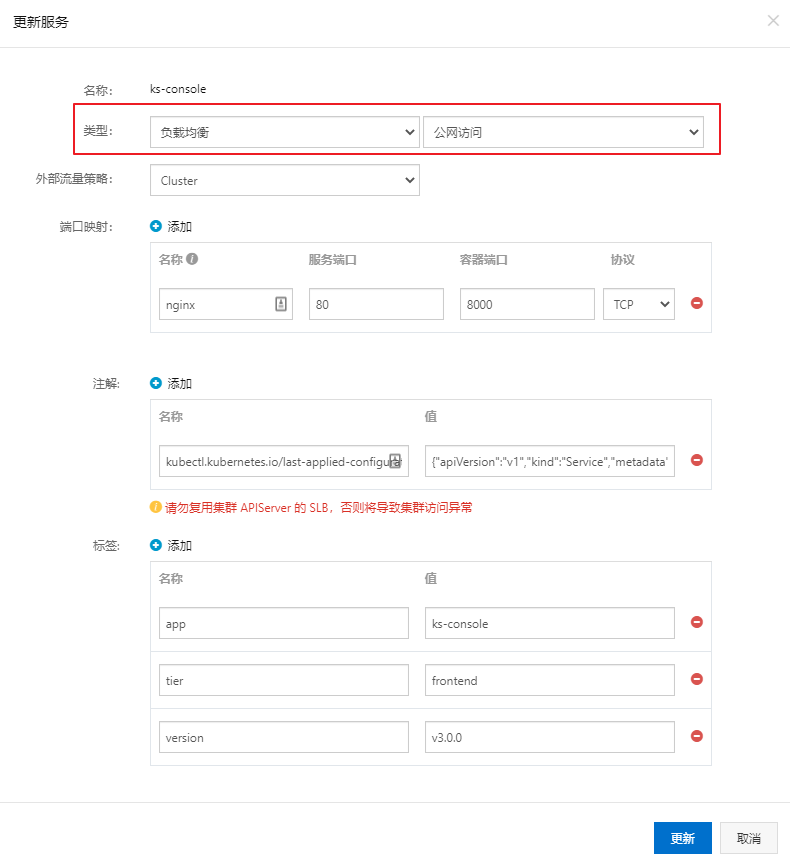 更新服务
名称: ks-console
类型: 负载均衡 公网访问
外部流量策略: Cluster
端口映射: 添加
名称 服务端口 容器端口 协议
nginx 80 8000 TCP
注解: 添加
名称 值
kubectl.kubernetes.io/last-applied-configura {"apiVersion":"v1","kind":"Service","metadata"
请勿复用集群 APIServer 的 SLB，否则将导致集群访问异常
标签: 添加
名称 值
app ks-console
tier frontend
version v3.0.0
更新 取消